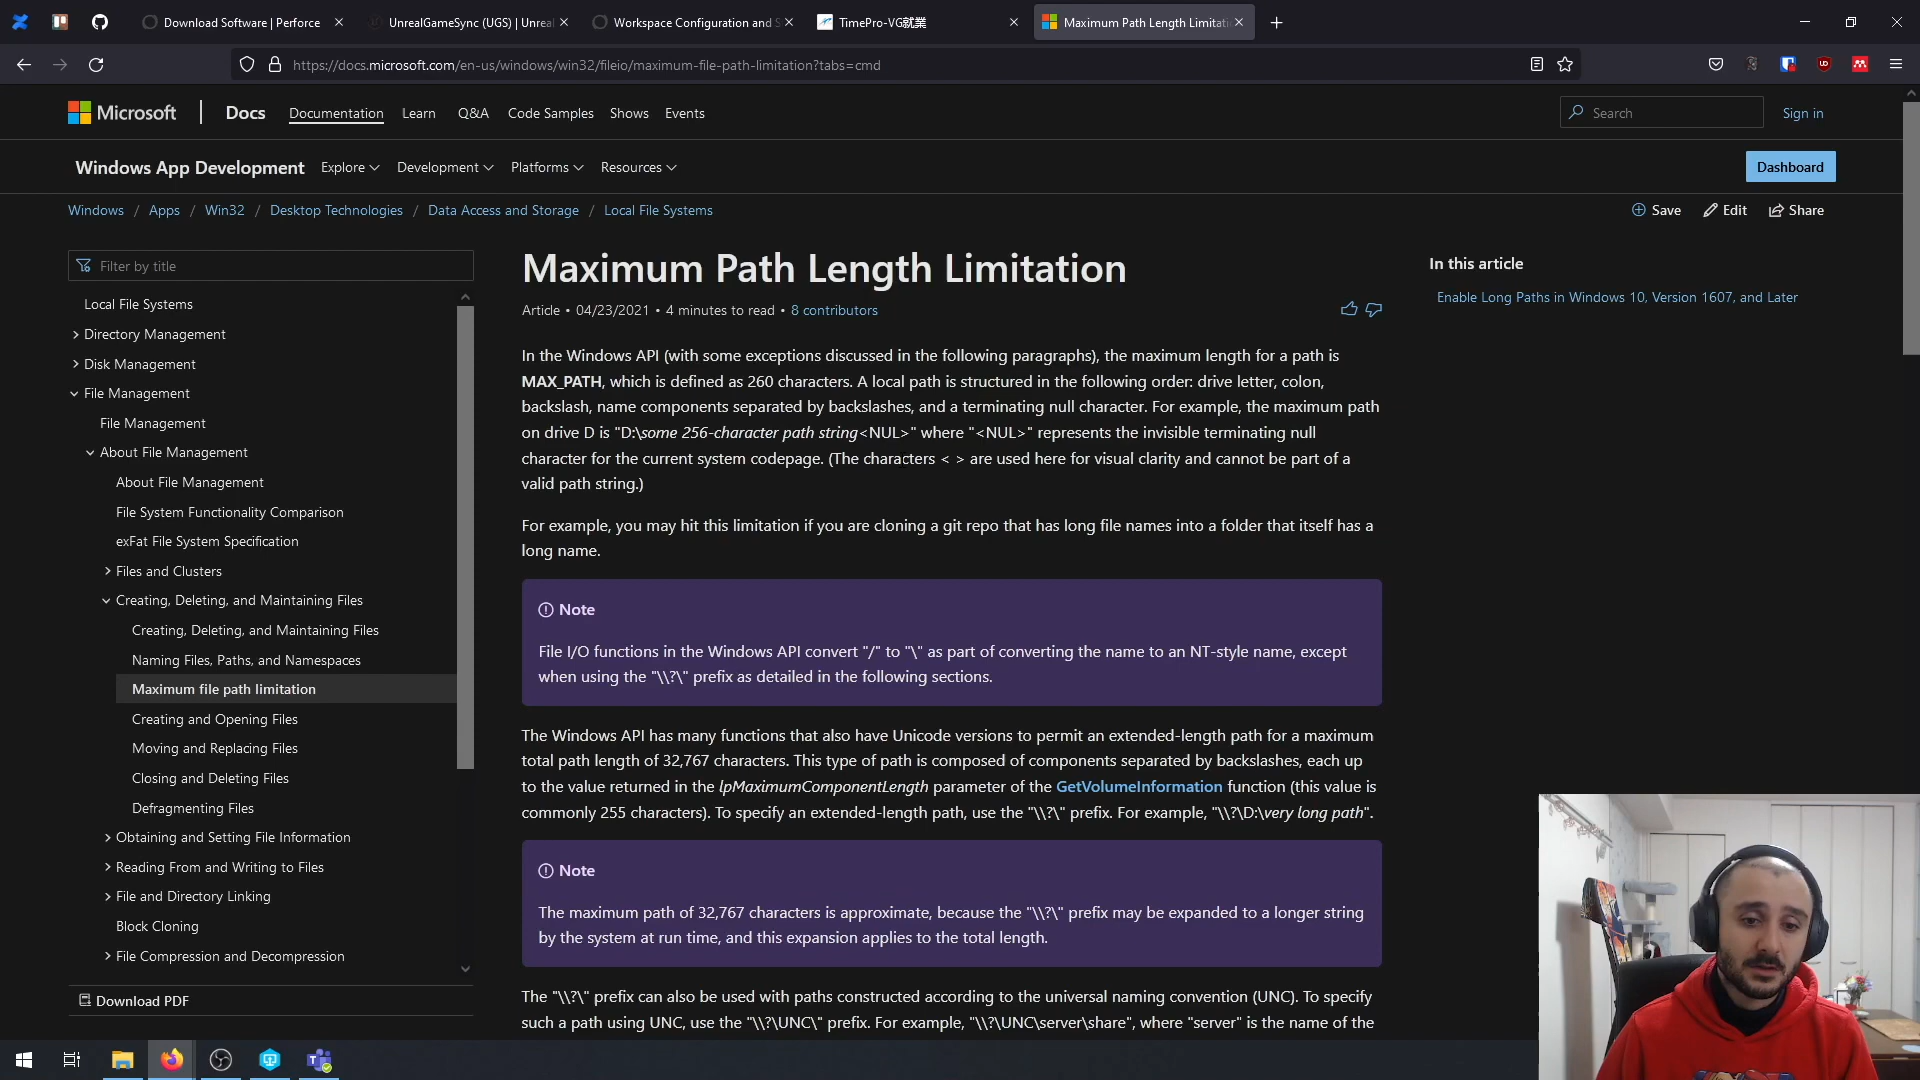 Download Software | Perforce
UnrealGameSync (UGS) | Unreal
Workspace Configuration and S
TimePro-VG就業
Maximum Path Length Limitati
https://docs.microsoft.com/en-us/windows/win32/fileio/maximum-file-path-limitation?tabs=cmd
Microsoft
Docs
Documentation
Learn
Q&A
Code Samples
Shows
Events
Search
Sign in
Windows App Development
Explore
Development
Platforms
Resources
Dashboard
Windows / Apps / Win32 / Desktop Technologies / Data Access and Storage / Local File Systems
Save
Edit
Share
Filter by title
Local File Systems
Directory Management
Disk Management
File Management
File Management
About File Management
About File Management
File System Functionality Comparison
exFat File System Specification
Files and Clusters
Creating, Deleting, and Maintaining Files
Creating, Deleting, and Maintaining Files
Naming Files, Paths, and Namespaces
Maximum file path limitation
Creating and Opening Files
Moving and Replacing Files
Closing and Deleting Files
Defragmenting Files
Obtaining and Setting File Information
Reading From and Writing to Files
File and Directory Linking
Block Cloning
File Compression and Decompression
Download PDF
Maximum Path Length Limitation
Article • 04/23/2021 • 4 minutes to read • 8 contributors
In the Windows API (with some exceptions discussed in the following paragraphs), the maximum length for a path is
MAX_PATH, which is defined as 260 characters. A local path is structured in the following order: drive letter, colon,
backslash, name components separated by backslashes, and a terminating null character. For example, the maximum path
on drive D is "D:\some 256-character path string<NUL>" where "<NUL>" represents the invisible terminating null
character for the current system codepage. (The characters < > are used here for visual clarity and cannot be part of a
valid path string.)
For example, you may hit this limitation if you are cloning a git repo that has long file names into a folder that itself has a
long name.
Note
File I/O functions in the Windows API convert "/" to "\" as part of converting the name to an NT-style name, except
when using the "\\?\" prefix as detailed in the following sections.
The Windows API has many functions that also have Unicode versions to permit an extended-length path for a maximum
total path length of 32,767 characters. This type of path is composed of components separated by backslashes, each up
to the value returned in the lpMaximumComponentLength parameter of the GetVolumeInformation function (this value is
commonly 255 characters). To specify an extended-length path, use the "\\?\" prefix. For example, "\\?\D:\very long path".
Note
The maximum path of 32,767 characters is approximate, because the "\\?\" prefix may be expanded to a longer string
by the system at run time, and this expansion applies to the total length.
The "\\?\" prefix can also be used with paths constructed according to the universal naming convention (UNC). To specify
such a path using UNC, use the "\\?\UNC\" prefix. For example, "\\?\UNC\server\share", where "server" is the name of the
In this article
Enable Long Paths in Windows 10, Version 1607, and Later